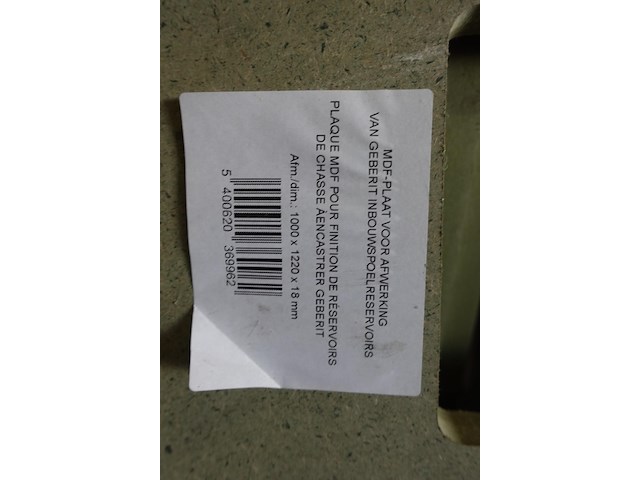 MDF-PLAAT VOOR AFWERKING
VAN GEBERIT INBOUWSPOELRESERVOIRS
PLAQUE MDF POUR FINITION DE RÉSERVOIRS
DE CHASSE AENCASTRER GEBERIT
Afm./dim.: 1000 x 1220 x 18 mm
5 400620 369962